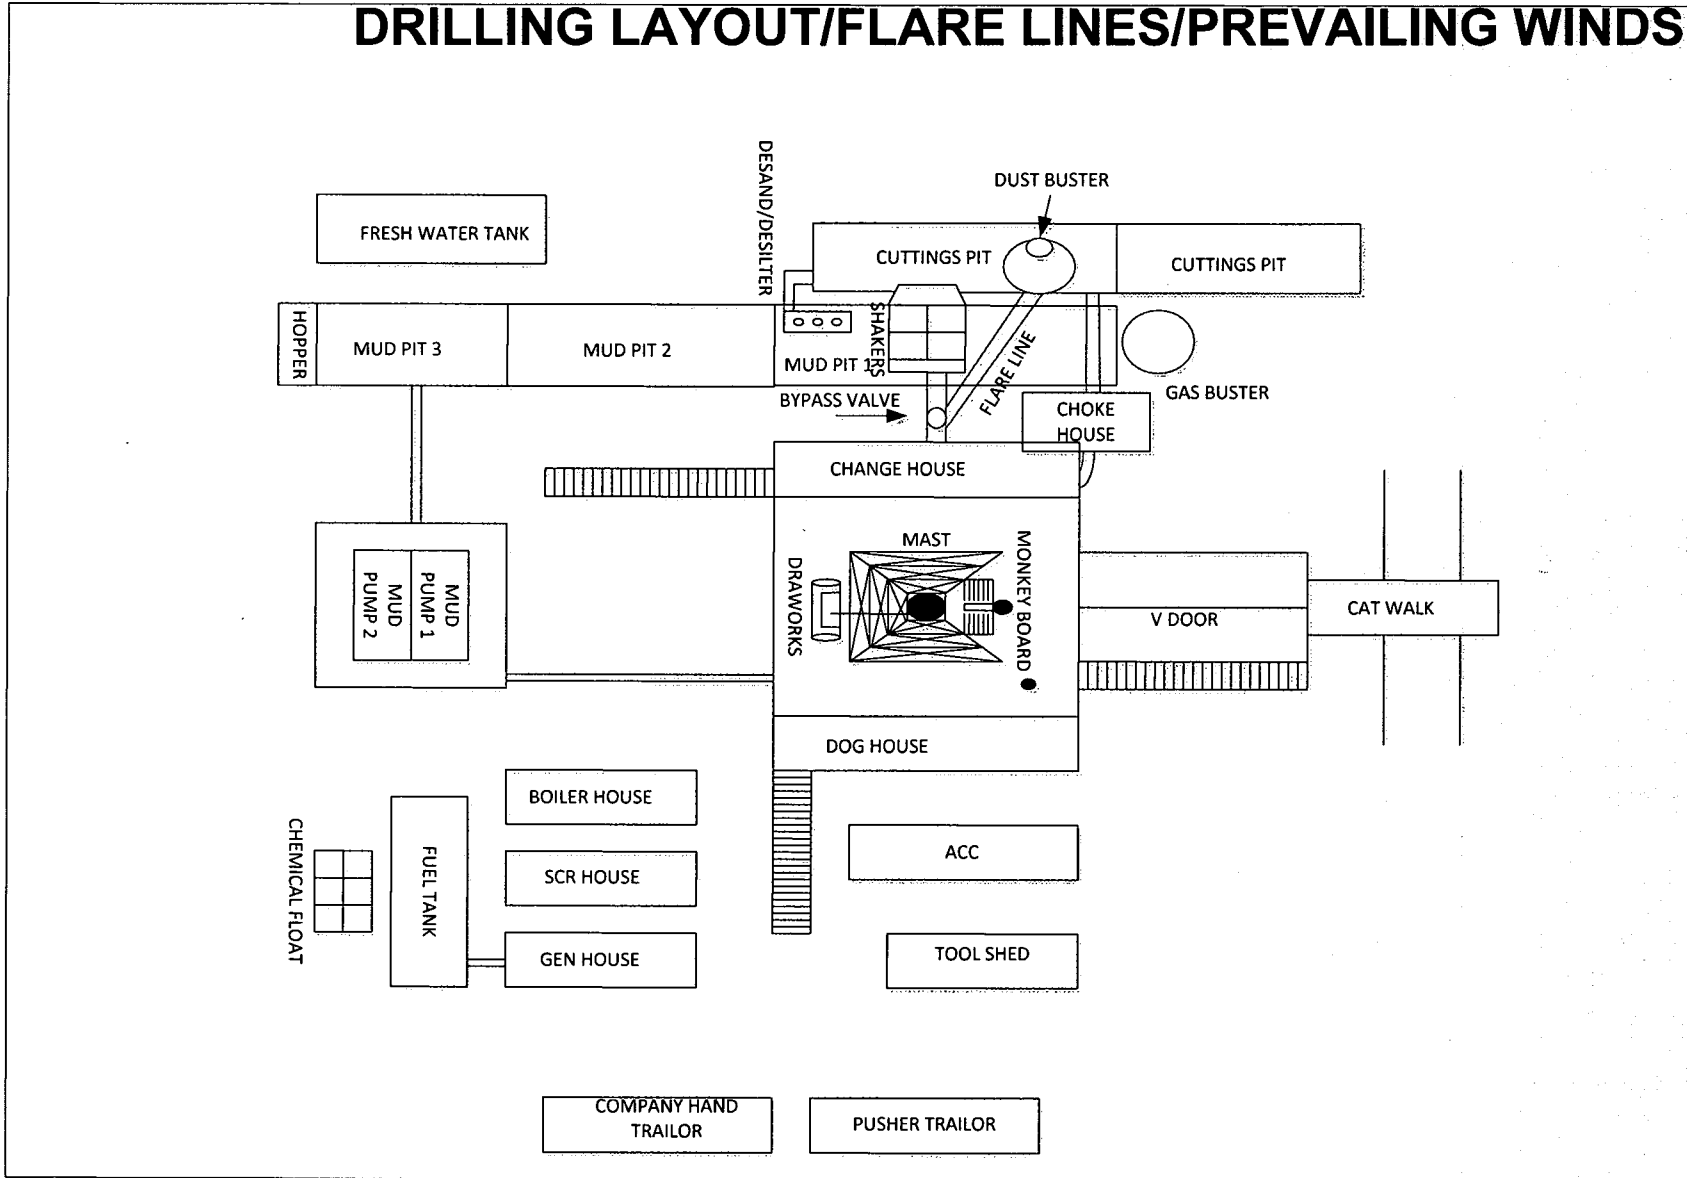 DRILLING LAYOUT/FLARE LINES/PREVAILING WINDS
DESAND/DESILTER
DUST BUSTER
FRESH WATER TANK
CUTTINGS PIT
CUTTINGS PIT
HOPPER
MUD PIT 3
MUD PIT 2
MUD PIT 1
SHAKERS
FLARE LINE
GAS BUSTER
BYPASS VALVE
CHOKE
HOUSE
CHANGE HOUSE
MAST
MONKEY BOARD
DRAWORKS
MUD
PUMP 1
MUD
PUMP 2
V DOOR
CAT WALK
DOG HOUSE
BOILER HOUSE
CHEMICAL FLOAT
FUEL TANK
SCR HOUSE
ACC
GEN HOUSE
TOOL SHED
COMPANY HAND
TRAILOR
PUSHER TRAILOR